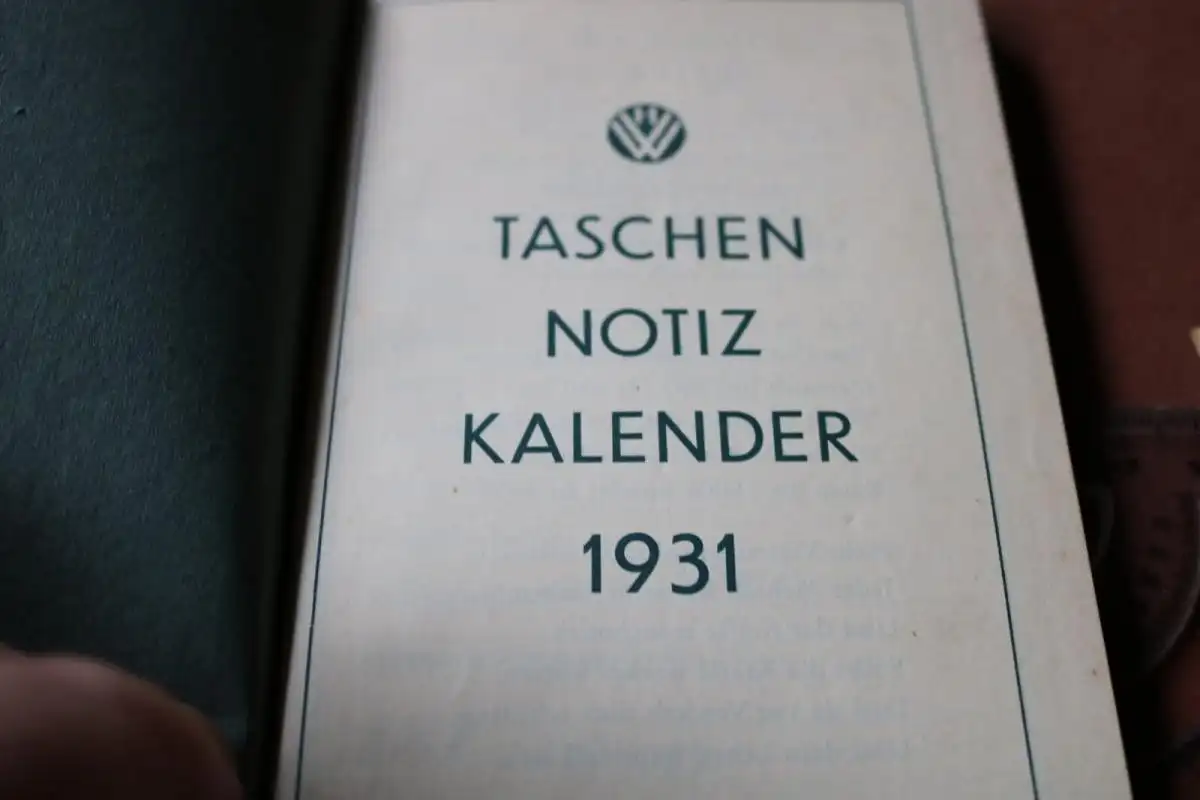 TASCHEN
NOTIZ
KALENDER
1931